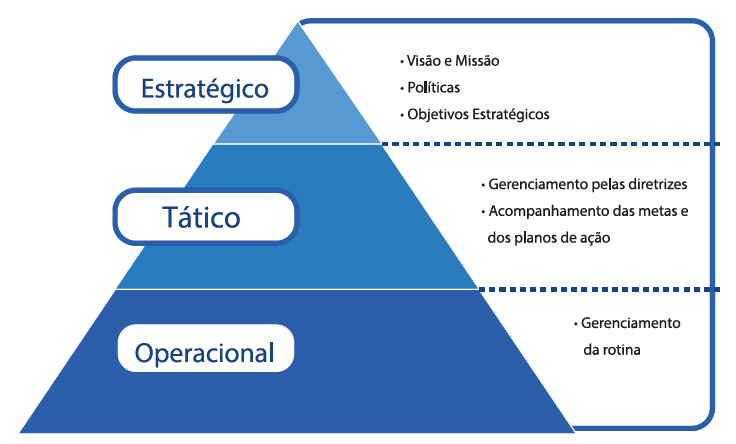 Estratégico
• Visão e Missão
• Políticas
• Objetivos Estratégicos
Tático
• Gerenciamento pelas diretrizes
• Acompanhamento das metas e
dos planos de ação
Operacional
• Gerenciamento
da rotina